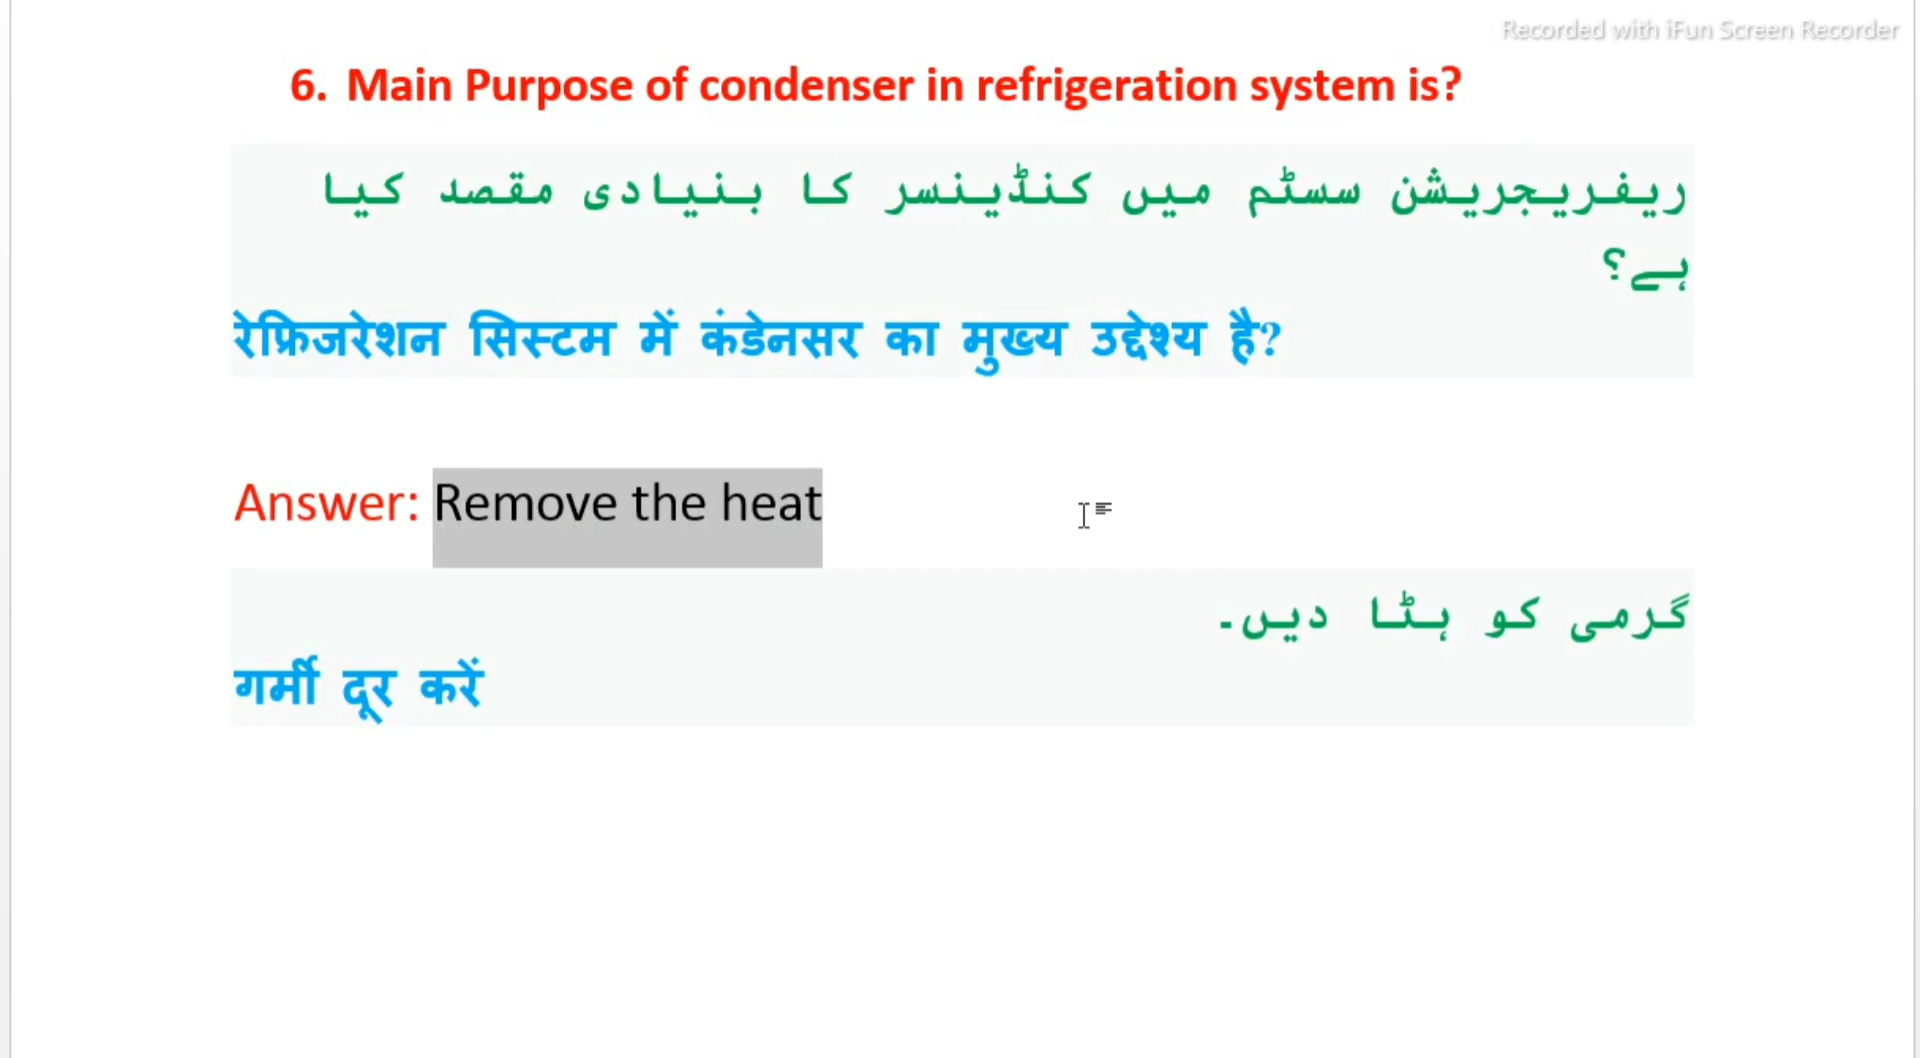 Recorded with iFun Screen Recorder
6. Main Purpose of condenser in refrigeration system is?
ریفریجریشن سسٹم میں کنڈینسر کا بنیادی مقصد کیا
ہے؟
रेफ्रिजरेशन सिस्टम में कंडेनसर का मुख्य उद्देश्य है?
Answer: Remove the heat
گرمی کو ہٹا دیں۔
गर्मी दूर करें